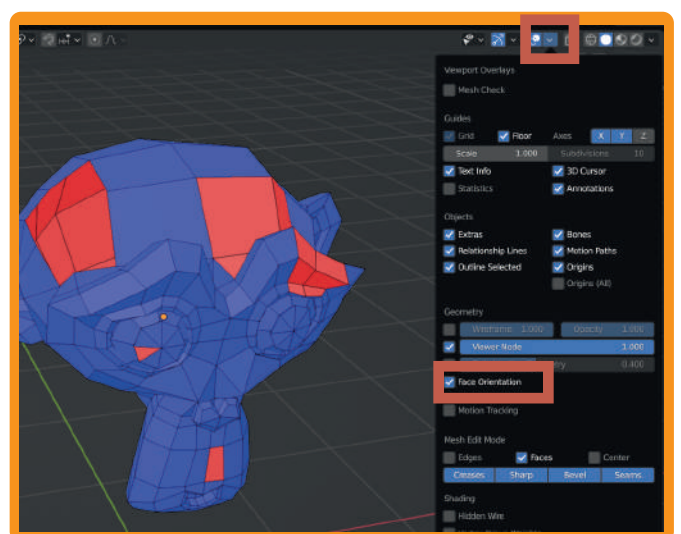 Viewport Overlays
Mesh Check
Guides
Grid Floor Axes X Y Z
Scale 1.000 Subdivisions 10
Text Info 3D Cursor
Statistics Annotations
Objects
Extras Bones
Relationship Lines Motion Paths
Outline Selected Origins
Origins (All)
Geometry
Wireframe 1.000 Opacity 1.000
Viewer Node 1.000
0.400
Face Orientation
Motion Tracking
Mesh Edit Mode
Edges Faces Center
Creases Sharp Bevel Seams
Shading
Hidden Wire